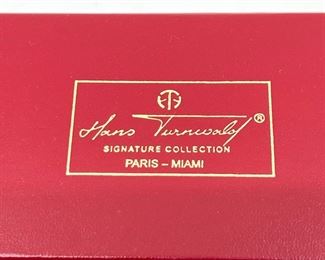 Hans Turnwald ®
SIGNATURE COLLECTION
PARIS – MIAMI